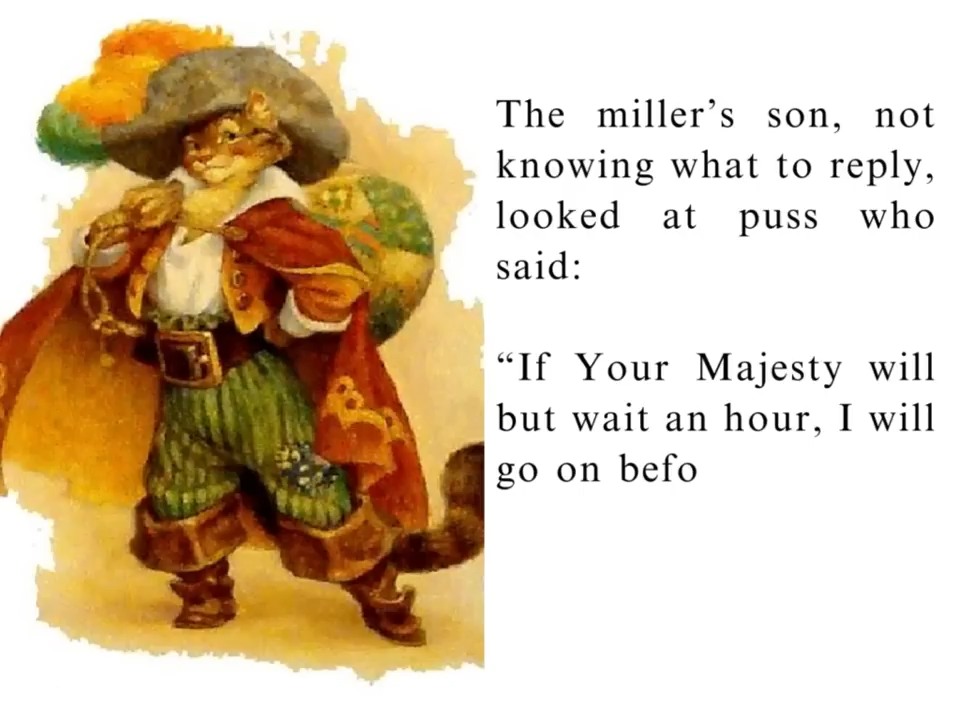 The miller’s son, not
knowing what to reply,
looked at puss who
said:
“If Your Majesty will
but wait an hour, I will
go on befo